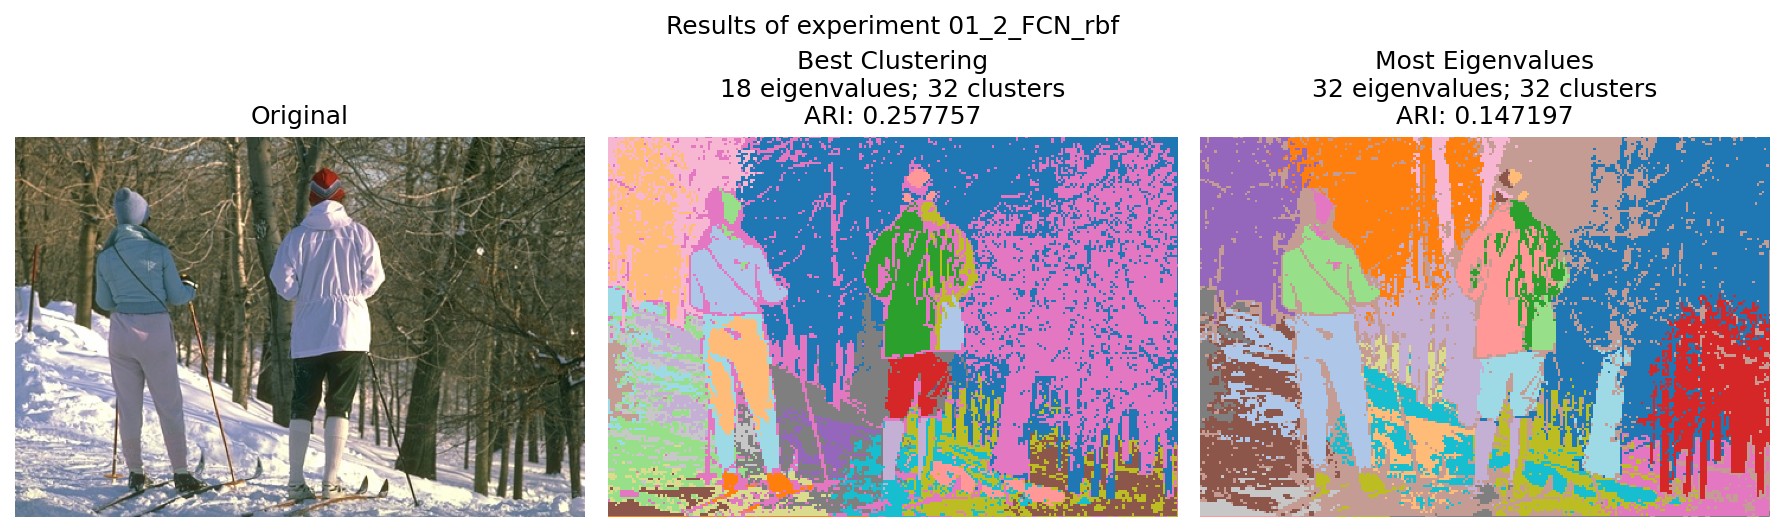 Results of experiment 01_2_FCN_rbf
Original
Best Clustering
18 eigenvalues; 32 clusters
ARI: 0.257757
Most Eigenvalues
32 eigenvalues; 32 clusters
ARI: 0.147197